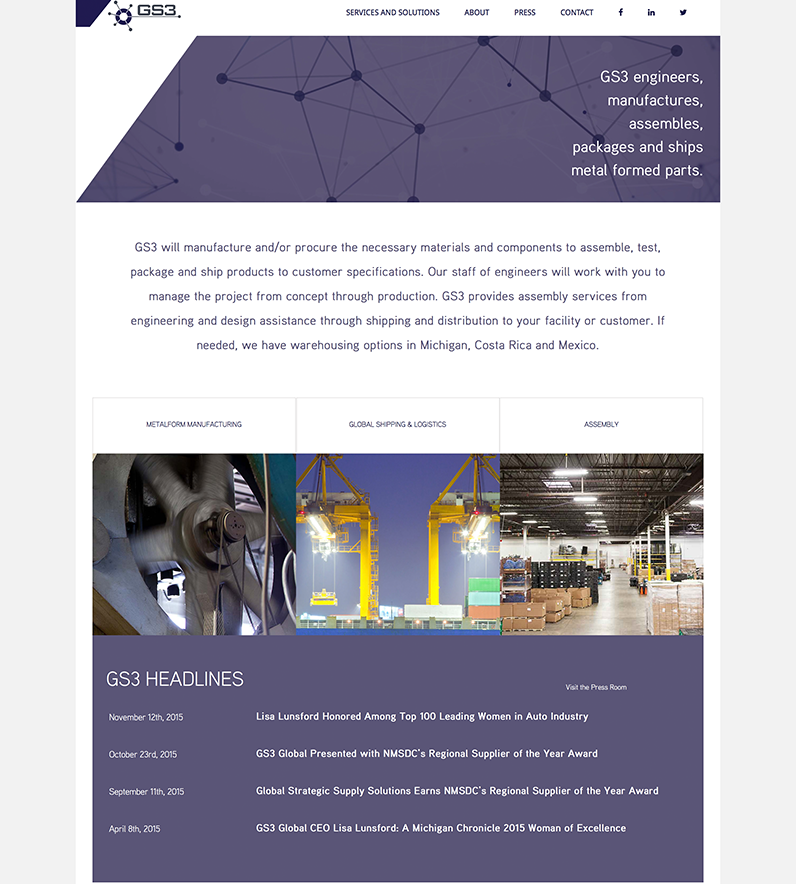 GS3
SERVICES AND SOLUTIONS ABOUT PRESS CONTACT
GS3 engineers,
manufactures,
assembles,
packages and ships
metal formed parts.
GS3 will manufacture and/or procure the necessary materials and components to assemble, test,
package and ship products to customer specifications. Our staff of engineers will work with you to
manage the project from concept through production. GS3 provides assembly services from
engineering and design assistance through shipping and distribution to your facility or customer. If
needed, we have warehousing options in Michigan, Costa Rica and Mexico.
METALFORM MANUFACTURING
GLOBAL SHIPPING & LOGISTICS
ASSEMBLY
GS3 HEADLINES
Visit the Press Room
November 12th, 2015 Lisa Lunsford Honored Among Top 100 Leading Women in Auto Industry
October 23rd, 2015 GS3 Global Presented with NMSDC's Regional Supplier of the Year Award
September 11th, 2015 Global Strategic Supply Solutions Earns NMSDC's Regional Supplier of the Year Award
April 8th, 2015 GS3 Global CEO Lisa Lunsford: A Michigan Chronicle 2015 Woman of Excellence